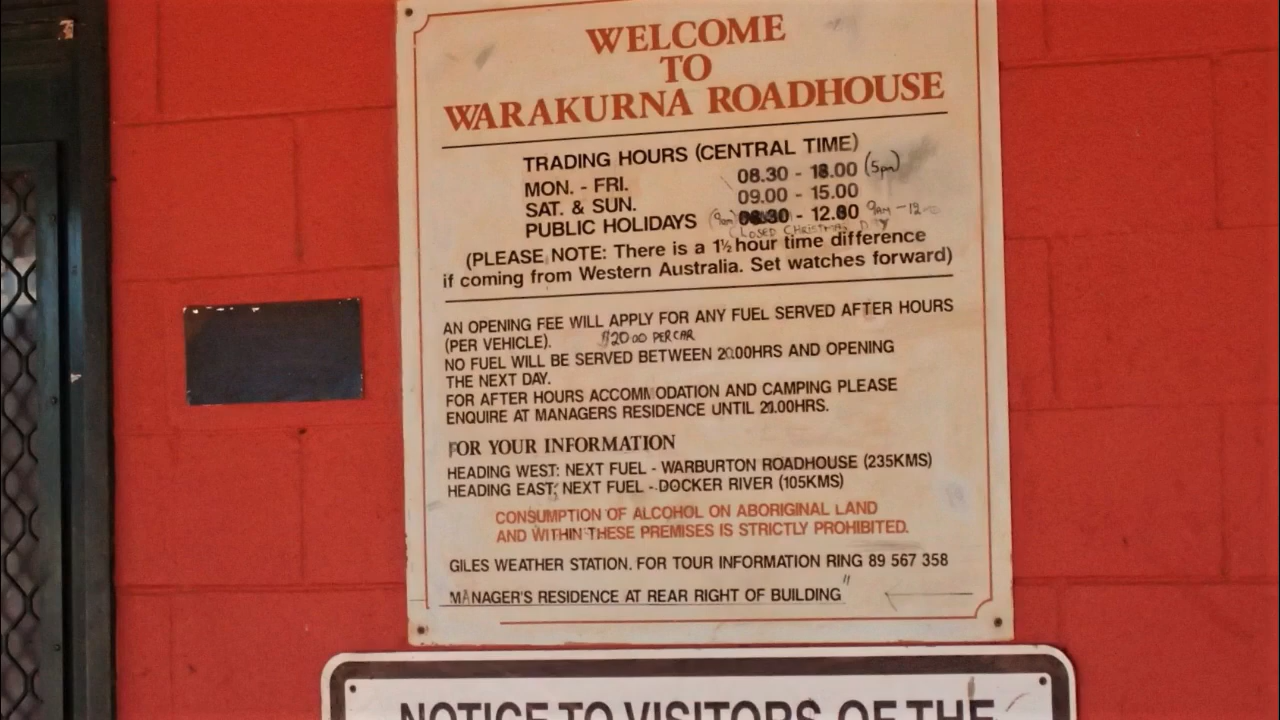 WELCOME
TO
WARAKURNA ROADHOUSE
TRADING HOURS (CENTRAL TIME)
MON. - FRI. 08.30 - 18.00 (5pm)
SAT. & SUN. 09.00 - 15.00
PUBLIC HOLIDAYS (9am) 08.30 - 12.00 9AM - 12
CLOSED CHRISTMAS DAY
(PLEASE NOTE: There is a 1½ hour time difference
if coming from Western Australia. Set watches forward)
AN OPENING FEE WILL APPLY FOR ANY FUEL SERVED AFTER HOURS
(PER VEHICLE). $20 00 PER CAR
NO FUEL WILL BE SERVED BETWEEN 20.00HRS AND OPENING
THE NEXT DAY.
FOR AFTER HOURS ACCOMMODATION AND CAMPING PLEASE
ENQUIRE AT MANAGERS RESIDENCE UNTIL 21.00HRS.
FOR YOUR INFORMATION
HEADING WEST: NEXT FUEL - WARBURTON ROADHOUSE (235KMS)
HEADING EAST: NEXT FUEL - DOCKER RIVER (105KMS)
CONSUMPTION OF ALCOHOL ON ABORIGINAL LAND
AND WITHIN THESE PREMISES IS STRICTLY PROHIBITED.
GILES WEATHER STATION. FOR TOUR INFORMATION RING 89 567 358
MANAGER'S RESIDENCE AT REAR RIGHT OF BUILDING
NOTICE TO VISITORS OF THE